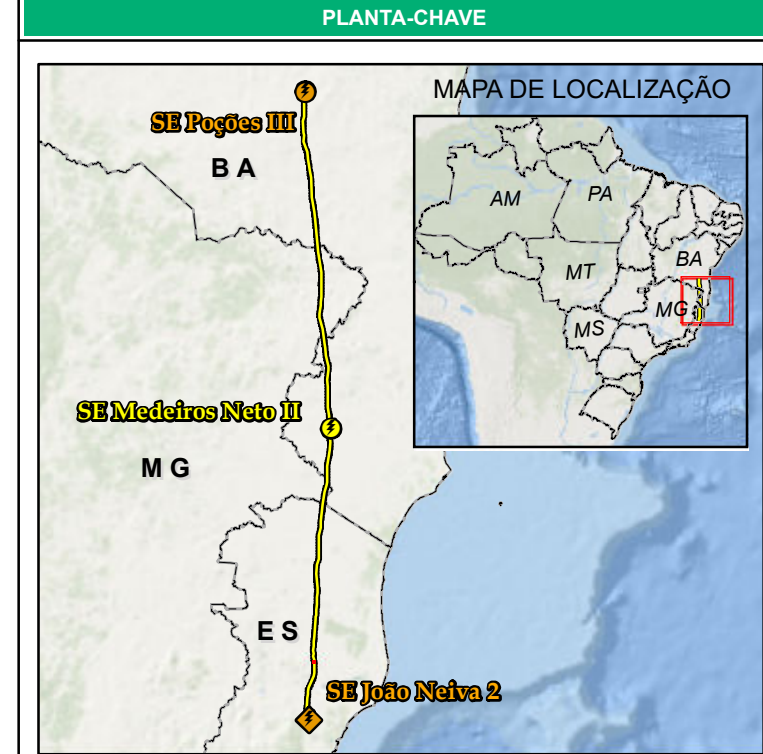 PLANTA-CHAVE
MAPA DE LOCALIZAÇÃO
SE Poções III
B A
AM
PA
BA
MT
MG
MS
SE Medeiros Neto II
M G
E S
SE João Neiva 2